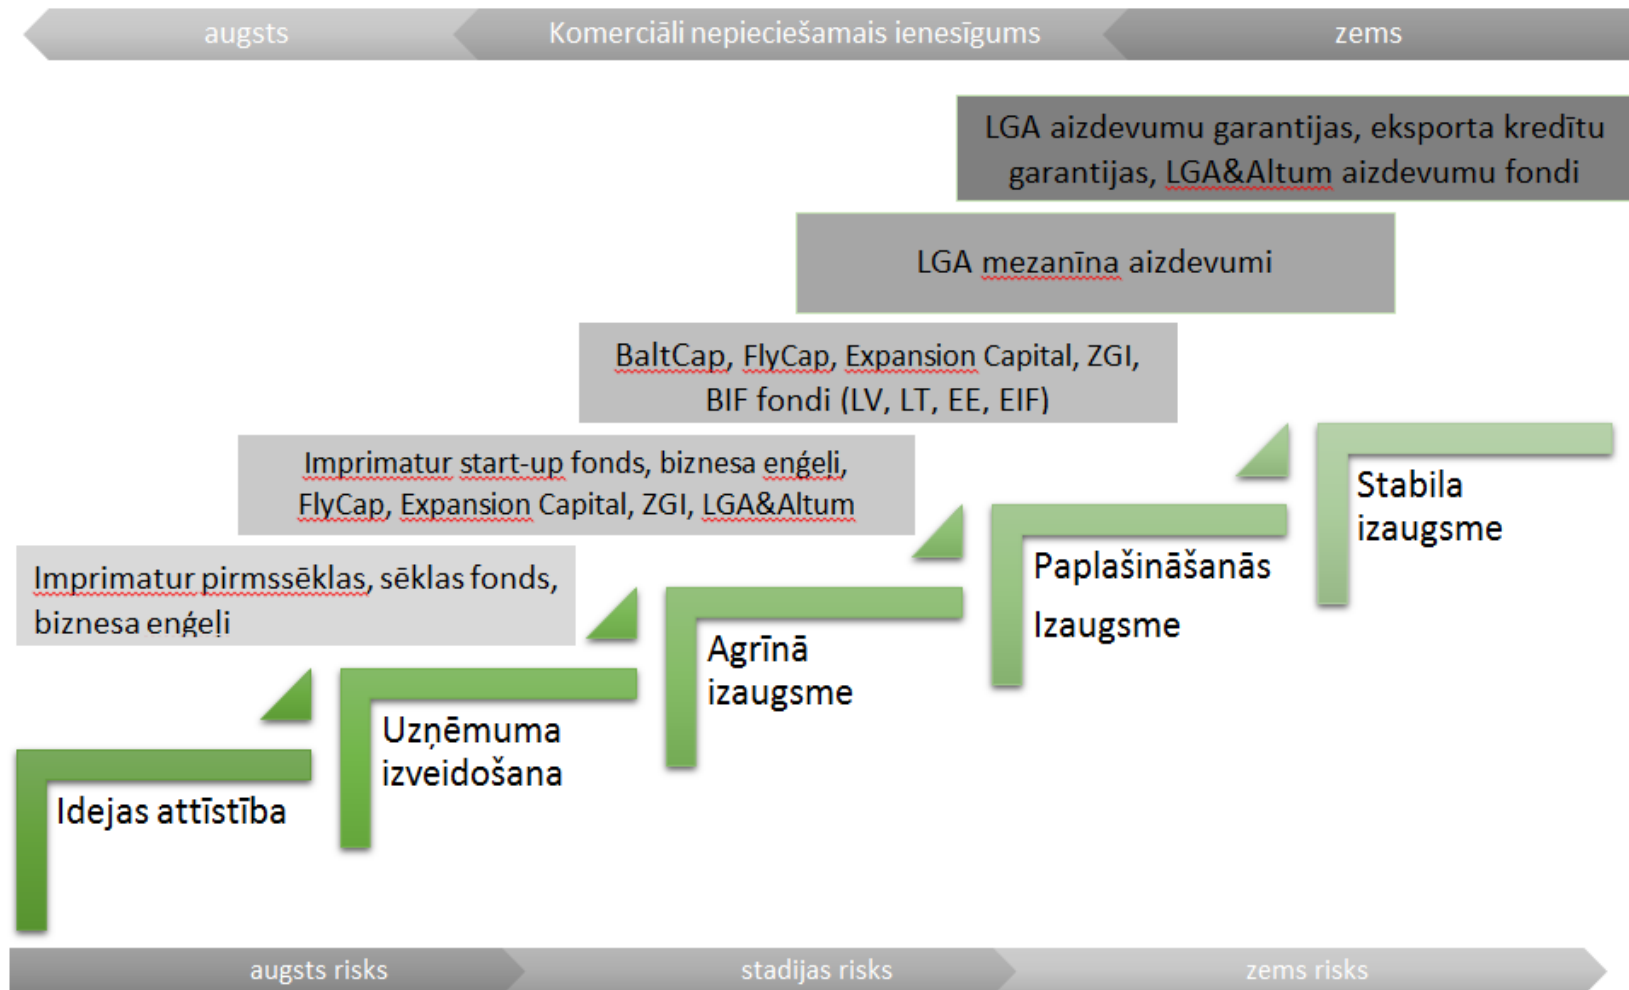 augsts
Komerciāli nepieciešamais ienesīgums
zems
LGA aizdevumu garantijas, eksporta kredītu
garantijas, LGA&Altum aizdevumu fondi
LGA mezanīna aizdevumi
BaltCap, FlyCap, Expansion Capital, ZGI,
BIF fondi (LV, LT, EE, EIF)
Imprimatur start-up fonds, biznesa enģeļi,
FlyCap, Expansion Capital, ZGI, LGA&Altum
Imprimatur pirmssēklas, sēklas fonds,
biznesa enģeļi
Stabila
izaugsme
Paplašināšanās
Izaugsme
Agrīnā
izaugsme
Uzņēmuma
izveidošana
Idejas attīstība
augsts risks
stadijas risks
zems risks